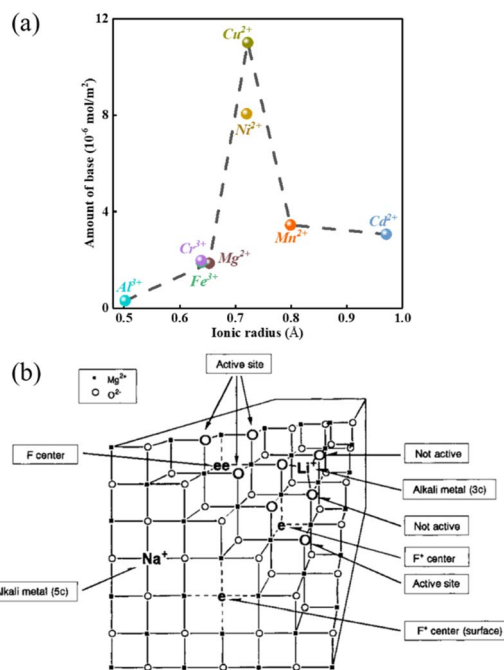 (a)
Amount of base (10⁻⁶ mol/m²)
12
8
4
0
0.5 0.6 0.7 0.8 0.9 1.0
Ionic radius (Å)
Cu²⁺
Ni²⁺
Cr³⁺
Mg²⁺
Fe³⁺
Al³⁺
Mn²⁺
Cd²⁺
(b)
Mg²⁺
O²⁻
Active site
F center
ee
Li⁺
Not active
Alkali metal (3c)
Not active
e
F⁺ center
Na⁺
Active site
Alkali metal (5c)
e
F⁺ center (surface)